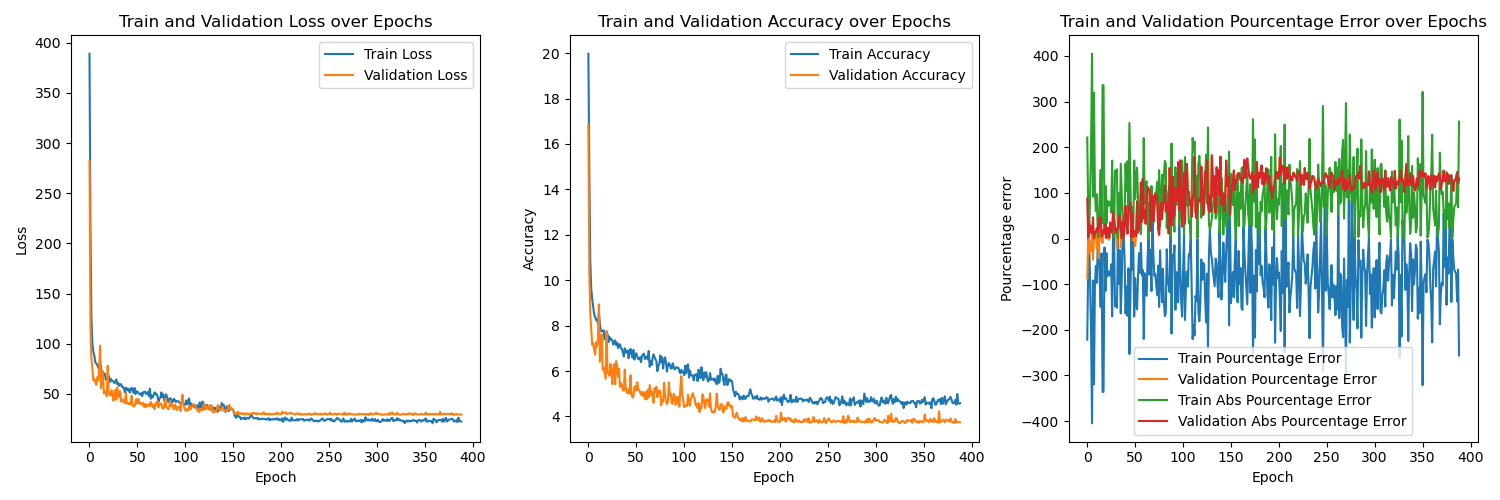 Train and Validation Loss over Epochs
400
350
300
250
200
150
100
50
0 50 100 150 200 250 300 350 400
Loss
Epoch
Train Loss
Validation Loss
Train and Validation Accuracy over Epochs
20
18
16
14
12
10
8
6
4
0 50 100 150 200 250 300 350 400
Accuracy
Epoch
Train Accuracy
Validation Accuracy
Train and Validation Pourcentage Error over Epochs
400
300
200
100
0
−100
−200
−300
−400
0 50 100 150 200 250 300 350 400
Pourcentage error
Epoch
Train Pourcentage Error
Validation Pourcentage Error
Train Abs Pourcentage Error
Validation Abs Pourcentage Error